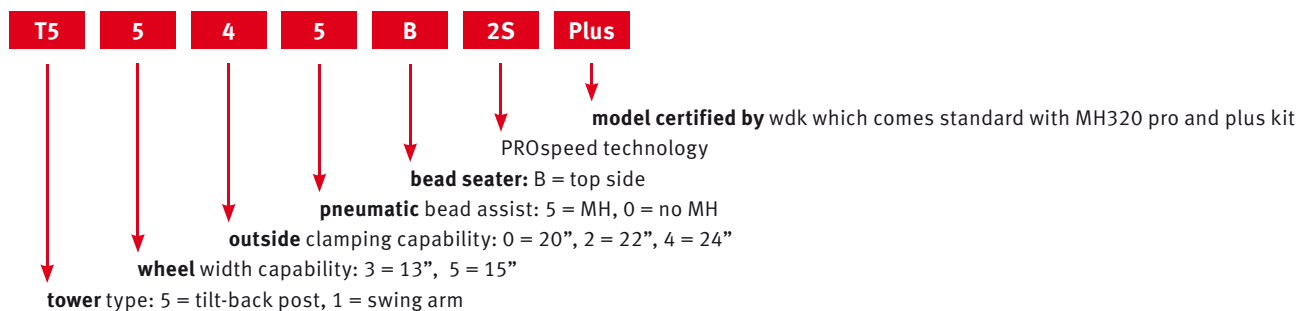 T5 5 4 5 B 2S Plus
model certified by wdk which comes standard with MH320 pro and plus kit
PROspeed technology
bead seater: B = top side
pneumatic bead assist: 5 = MH, 0 = no MH
outside clamping capability: 0 = 20”, 2 = 22”, 4 = 24”
wheel width capability: 3 = 13”, 5 = 15”
tower type: 5 = tilt-back post, 1 = swing arm